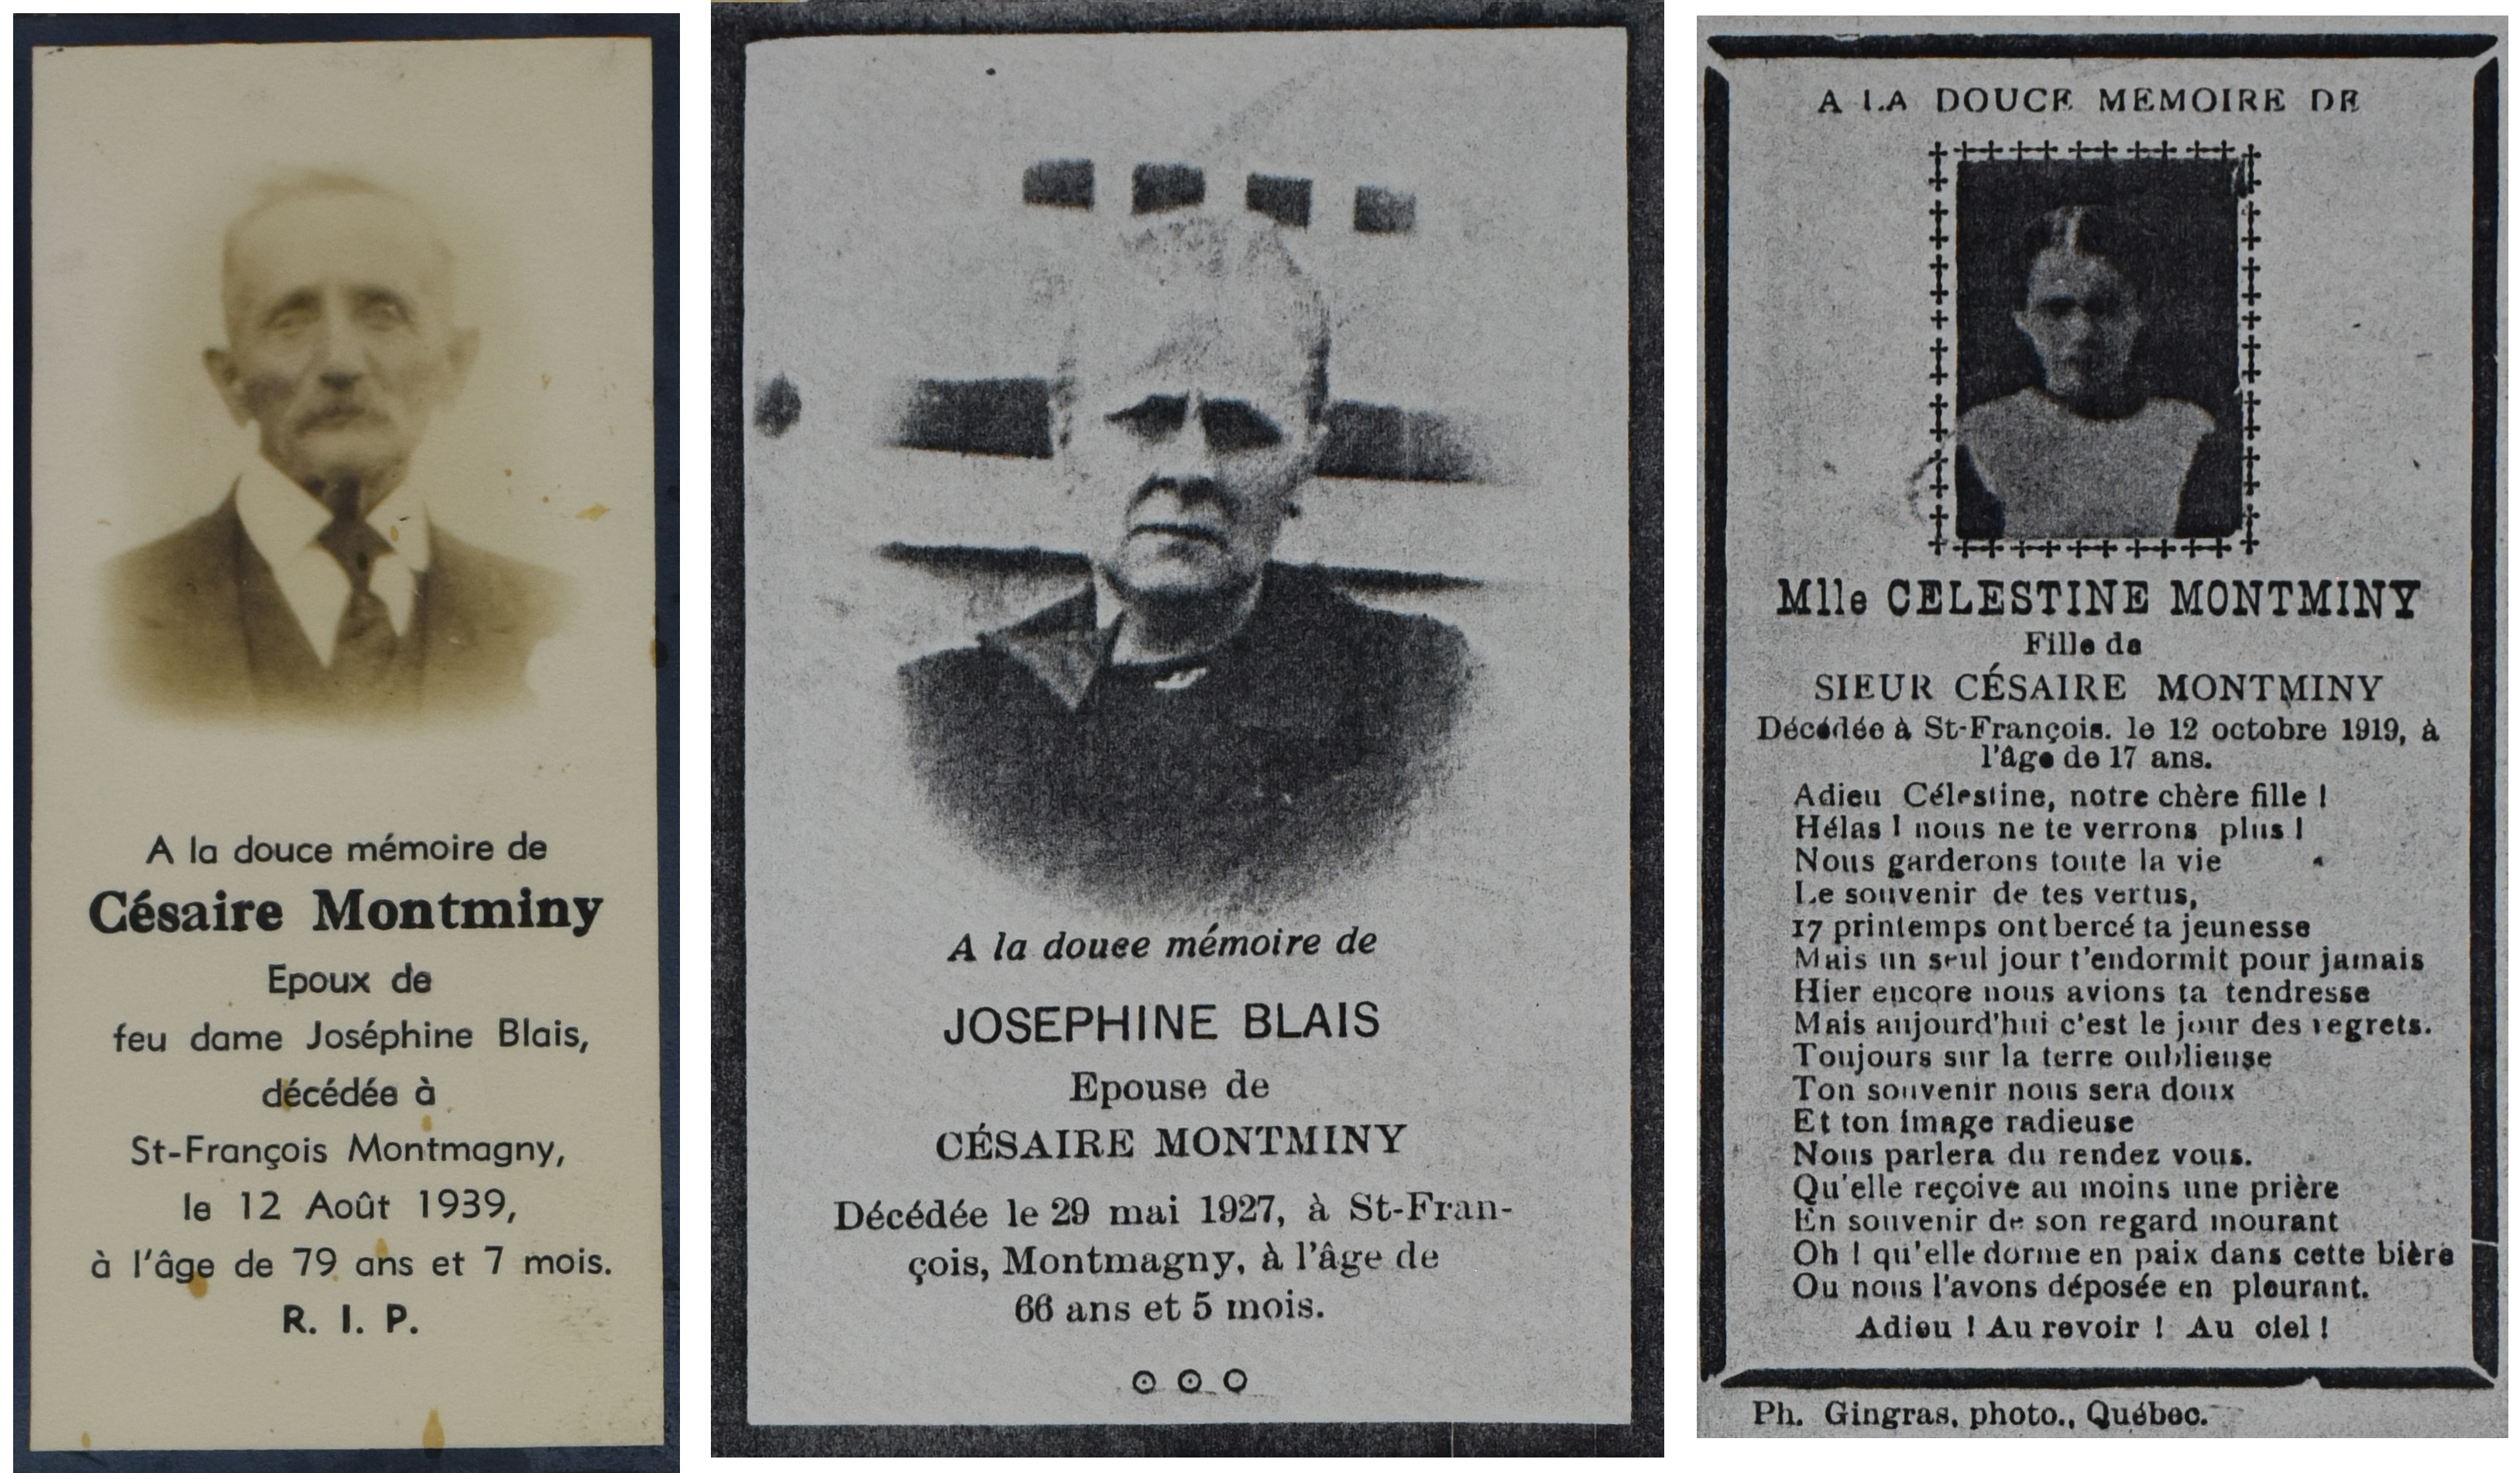 A la douce mémoire de
Césaire Montminy
Epoux de
feu dame Joséphine Blais,
décédée à
St-François Montmagny,
le 12 Août 1939,
à l'âge de 79 ans et 7 mois.
R. I. P.
A la douce mémoire de
JOSEPHINE BLAIS
Epouse de
CÉSAIRE MONTMINY
Décédée le 29 mai 1927, à St-Fran-
çois, Montmagny, à l'âge de
66 ans et 5 mois.
A LA DOUCE MEMOIRE DE
Mlle CELESTINE MONTMINY
Fille de
SIEUR CÉSAIRE MONTMINY
Décédée à St-François. le 12 octobre 1919, à
l'âge de 17 ans.
Adieu Célestine, notre chère fille !
Hélas ! nous ne te verrons plus !
Nous garderons toute la vie
Le souvenir de tes vertus,
17 printemps ont bercé ta jeunesse
Mais un seul jour t'endormit pour jamais
Hier encore nous avions ta tendresse
Mais aujourd'hui c'est le jour des regrets.
Toujours sur la terre oublieuse
Ton souvenir nous sera doux
Et ton image radieuse
Nous parlera du rendez vous.
Qu'elle reçoive au moins une prière
En souvenir de son regard mourant
Oh ! qu'elle dorme en paix dans cette bière
Ou nous l'avons déposée en pleurant.
Adieu ! Au revoir ! Au ciel !
Ph. Gingras, photo., Québec.